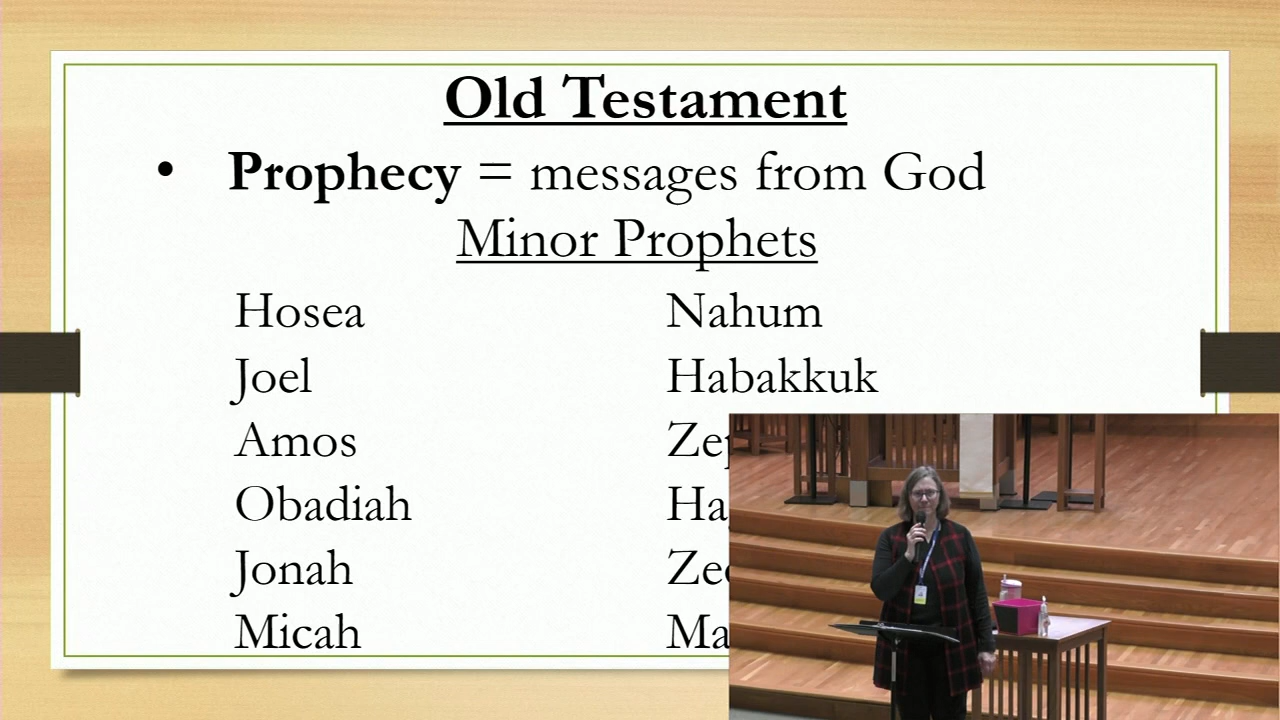 Old Testament
• Prophecy = messages from God
Minor Prophets
Hosea
Joel
Amos
Obadiah
Jonah
Micah
Nahum
Habakkuk